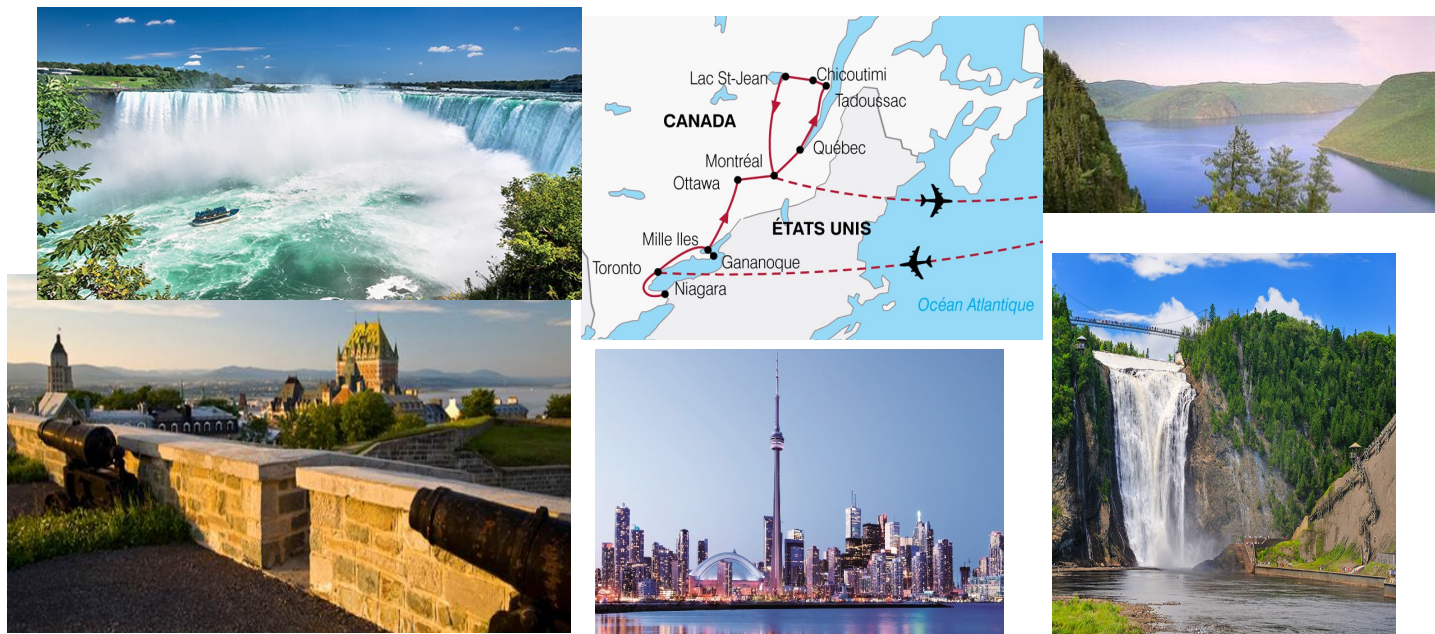 Lac St-Jean
Chicoutimi
Tadoussac
CANADA
Québec
Montréal
Ottawa
ÉTATS UNIS
Mille Iles
Gananoque
Toronto
Niagara
Océan Atlantique